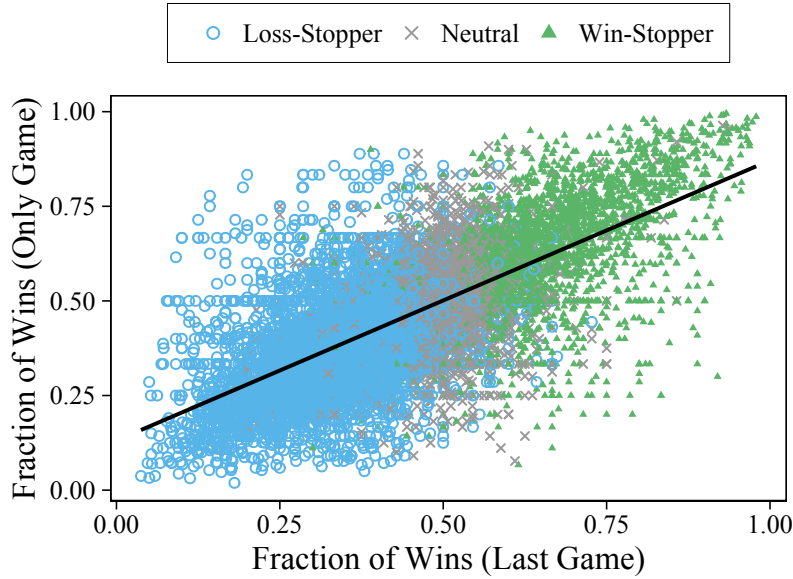 Loss-Stopper Neutral Win-Stopper
Fraction of Wins (Only Game)
1.00
0.75
0.50
0.25
0.00
0.00 0.25 0.50 0.75 1.00
Fraction of Wins (Last Game)